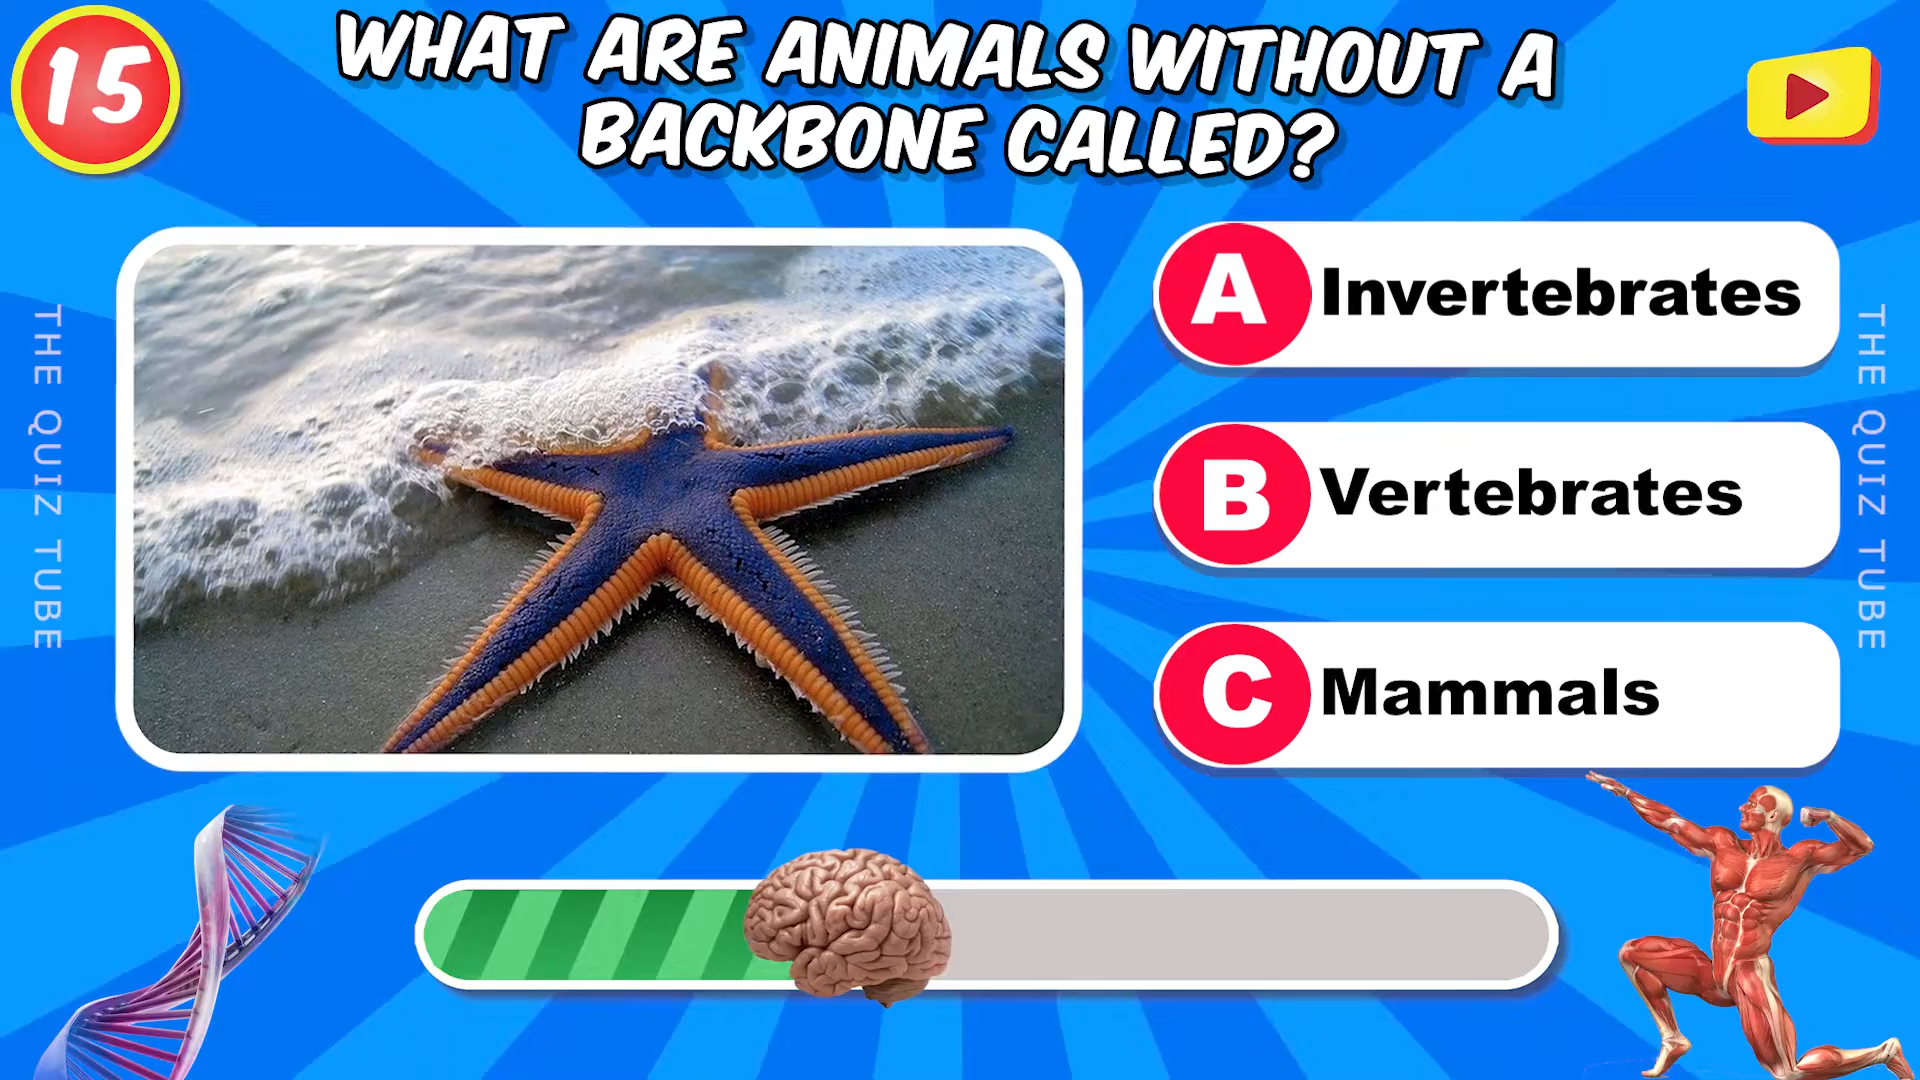 15
WHAT ARE ANIMALS WITHOUT A
BACKBONE CALLED?
A Invertebrates
B Vertebrates
C Mammals
THE QUIZ TUBE
THE QUIZ TUBE